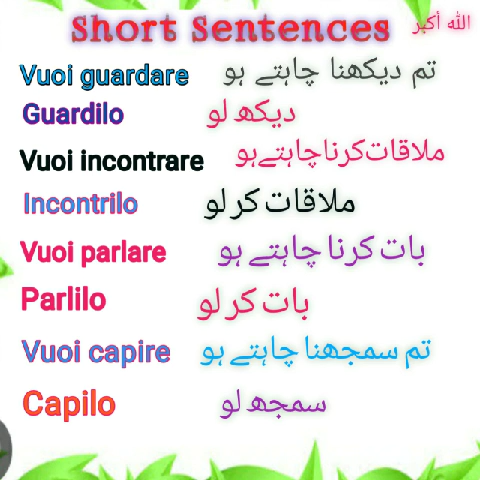 Short Sentences الله أكبر
Vuoi guardare تم دیکھنا چاہتے ہو
Guardilo دیکھ لو
Vuoi incontrare ملاقات کرنا چاہتے ہو
Incontrilo ملاقات کر لو
Vuoi parlare بات کرنا چاہتے ہو
Parlilo بات کر لو
Vuoi capire تم سمجھنا چاہتے ہو
Capilo سمجھ لو